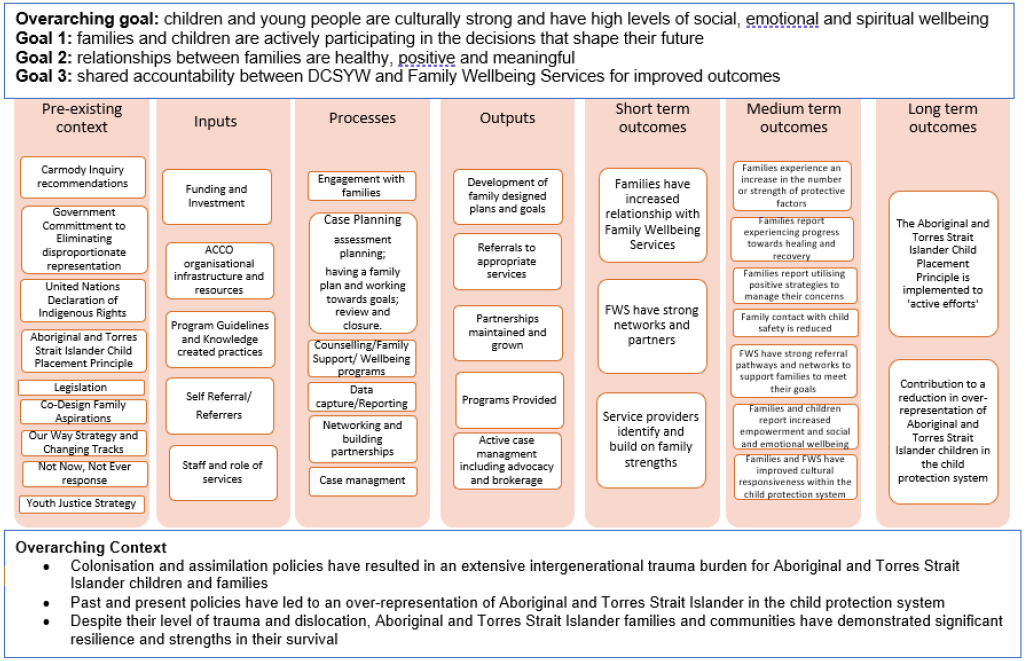 Overarching goal: children and young people are culturally strong and have high levels of social, emotional and spiritual wellbeing
Goal 1: families and children are actively participating in the decisions that shape their future
Goal 2: relationships between families are healthy, positive and meaningful
Goal 3: shared accountability between DCSYW and Family Wellbeing Services for improved outcomes
Pre-existing
context
Carmody Inquiry
recommendations
Government
Commitment to
Eliminating
disproportionate
representation
United Nations
Declaration of
Indigenous Rights
Aboriginal and Torres
Strait Islander Child
Placement Principle
Legislation
Co-Design Family
Aspirations
Our Way Strategy and
Changing Tracks
Not Now, Not Ever
response
Youth Justice Strategy
Inputs
Funding and
Investment
ACCO
organisational
infrastructure and
resources
Program Guidelines
and Knowledge
created practices
Self Referral/
Referrers
Staff and role of
services
Processes
Engagement with
families
Case Planning
assessment
planning;
having a family
plan and working
towards goals;
review and
closure.
Counselling/Family
Support/ Wellbeing
programs
Data
capture/Reporting
Networking and
building
partnerships
Case managment
Outputs
Development of
family designed
plans and goals
Referrals to
appropriate
services
Partnerships
maintained and
grown
Programs Provided
Active case
managment
including advocacy
and brokerage
Short term
outcomes
Families have
increased
relationship with
Family Wellbeing
Services
FWS have strong
networks and
partners
Service providers
identify and
build on family
strengths
Medium term
outcomes
Families experience an
increase in the number
or strength of protective
factors
Families report
experiencing progress
towards healing and
recovery
Families report utilising
positive strategies to
manage their concerns
Family contact with child
safety is reduced
FWS have strong referral
pathways and networks to
support families to meet
their goals
Families and children
report increased
empowerment and social
and emotional wellbeing
Families and FWS have
improved cultural
responsiveness within the
child protection system
Long term
outcomes
The Aboriginal and
Torres Strait
Islander Child
Placement
Principle is
implemented to
'active efforts'
Contribution to a
reduction in over-
representation of
Aboriginal and
Torres Strait
Islander children in
the child
protection system
Overarching Context
• Colonisation and assimilation policies have resulted in an extensive intergenerational trauma burden for Aboriginal and Torres Strait
Islander children and families
• Past and present policies have led to an over-representation of Aboriginal and Torres Strait Islander in the child protection system
• Despite their level of trauma and dislocation, Aboriginal and Torres Strait Islander families and communities have demonstrated significant
resilience and strengths in their survival